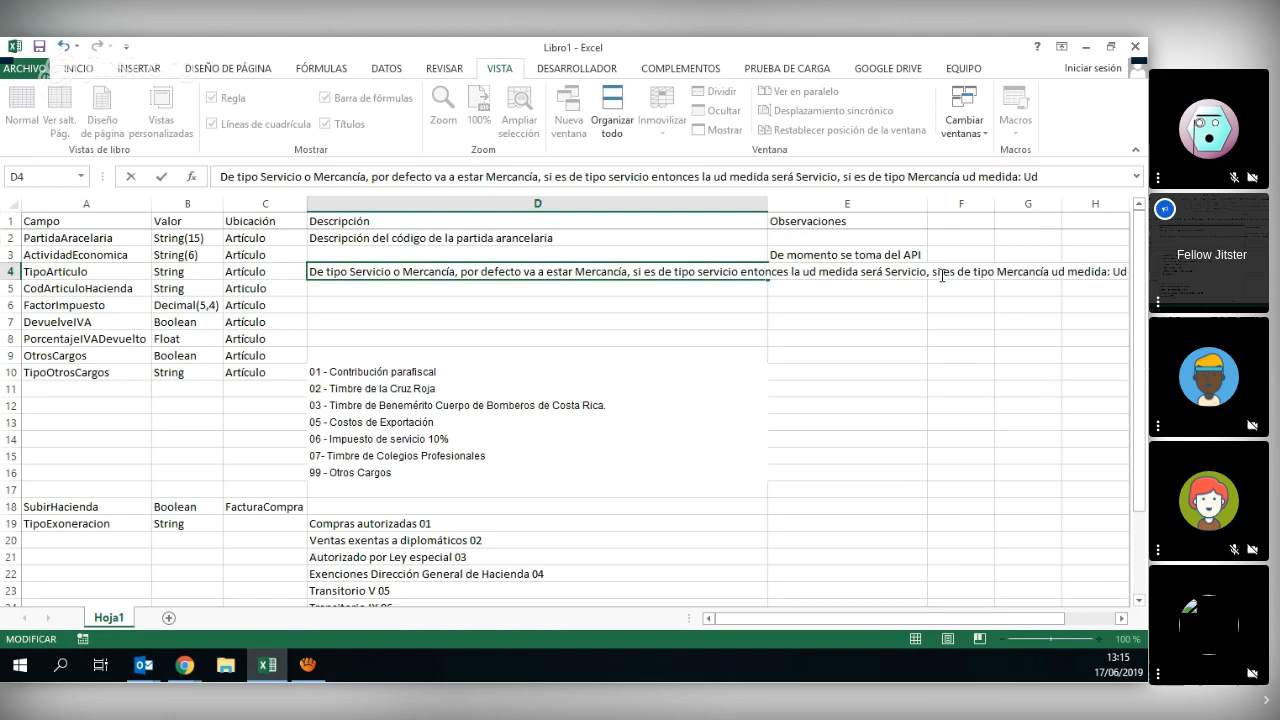 Libro1 - Excel
?
ARCHIVO INICIO INSERTAR DISEÑO DE PÁGINA FÓRMULAS DATOS REVISAR VISTA DESARROLLADOR COMPLEMENTOS PRUEBA DE CARGA GOOGLE DRIVE EQUIPO Iniciar sesión
Normal Ver salt. Pág. Diseño de página Vistas personalizadas
Vistas de libro
Regla Barra de fórmulas
Líneas de cuadrícula Títulos
Mostrar
Zoom 100% Ampliar selección
Zoom
Nueva ventana Organizar todo Inmovilizar
Dividir
Ocultar
Mostrar
Ver en paralelo
Desplazamiento sincrónico
Restablecer posición de la ventana
Cambiar ventanas
Ventana
Macros
Macros
D4 fx De tipo Servicio o Mercancía, por defecto va a estar Mercancía, si es de tipo servicio entonces la ud medida será Servicio, si es de tipo Mercancía ud medida: Ud
A B C D E F G H
1 Campo Valor Ubicación Descripción Observaciones
2 PartidaAracelaria String(15) Artículo Descripción del código de la partida arancelaria
3 ActividadEconomica String(6) Artículo De momento se toma del API
4 TipoArticulo String Artículo De tipo Servicio o Mercancía, por defecto va a estar Mercancía, si es de tipo servicio entonces la ud medida será Servicio, si es de tipo Mercancía ud medida: Ud
5 CodArticuloHacienda String Articulo
6 FactorImpuesto Decimal(5,4) Artículo
7 DevuelveIVA Boolean Artículo
8 PorcentajeIVADevuelto Float Artículo
9 OtrosCargos Boolean Artículo
10 TipoOtrosCargos String Artículo 01 - Contribución parafiscal
11 02 - Timbre de la Cruz Roja
12 03 - Timbre de Benemérito Cuerpo de Bomberos de Costa Rica.
13 05 - Costos de Exportación
14 06 - Impuesto de servicio 10%
15 07- Timbre de Colegios Profesionales
16 99 - Otros Cargos
17
18 SubirHacienda Boolean FacturaCompra
19 TipoExoneracion String Compras autorizadas 01
20 Ventas exentas a diplomáticos 02
21 Autorizado por Ley especial 03
22 Exenciones Dirección General de Hacienda 04
23 Transitorio V 05
24 Transitorio IX 06
Hoja1
MODIFICAR 100 %
13:15
17/06/2019
Fellow Jitster